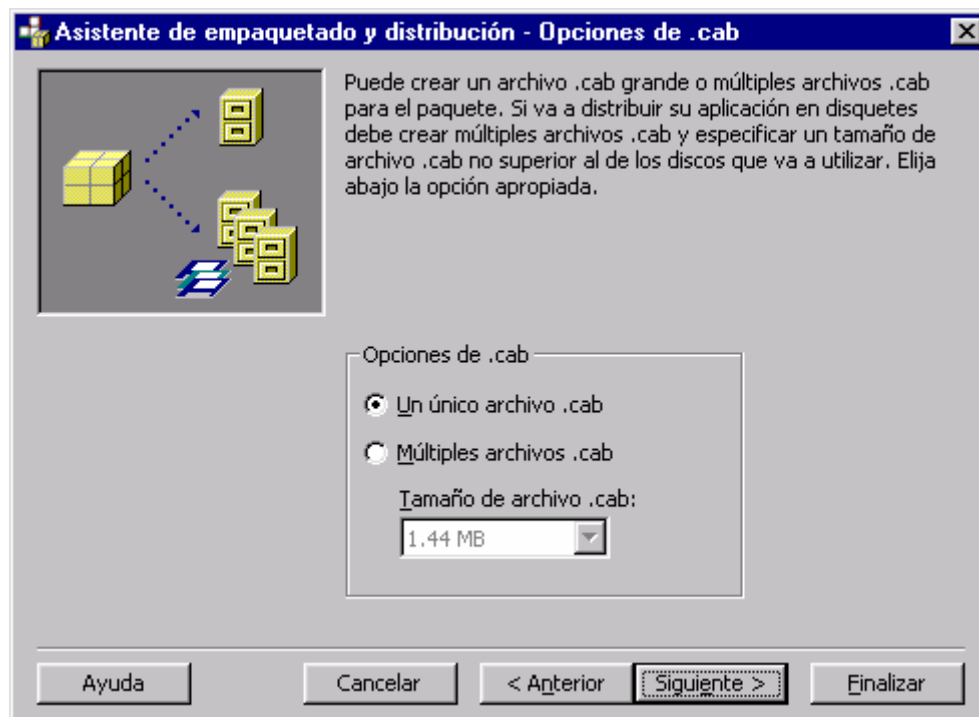 Asistente de empaquetado y distribución - Opciones de .cab
Puede crear un archivo .cab grande o múltiples archivos .cab
para el paquete. Si va a distribuir su aplicación en disquetes
debe crear múltiples archivos .cab y especificar un tamaño de
archivo .cab no superior al de los discos que va a utilizar. Elija
abajo la opción apropiada.
Opciones de .cab
Un único archivo .cab
Múltiples archivos .cab
Tamaño de archivo .cab:
1.44 MB
Ayuda
Cancelar
< Anterior
Siguiente >
Finalizar